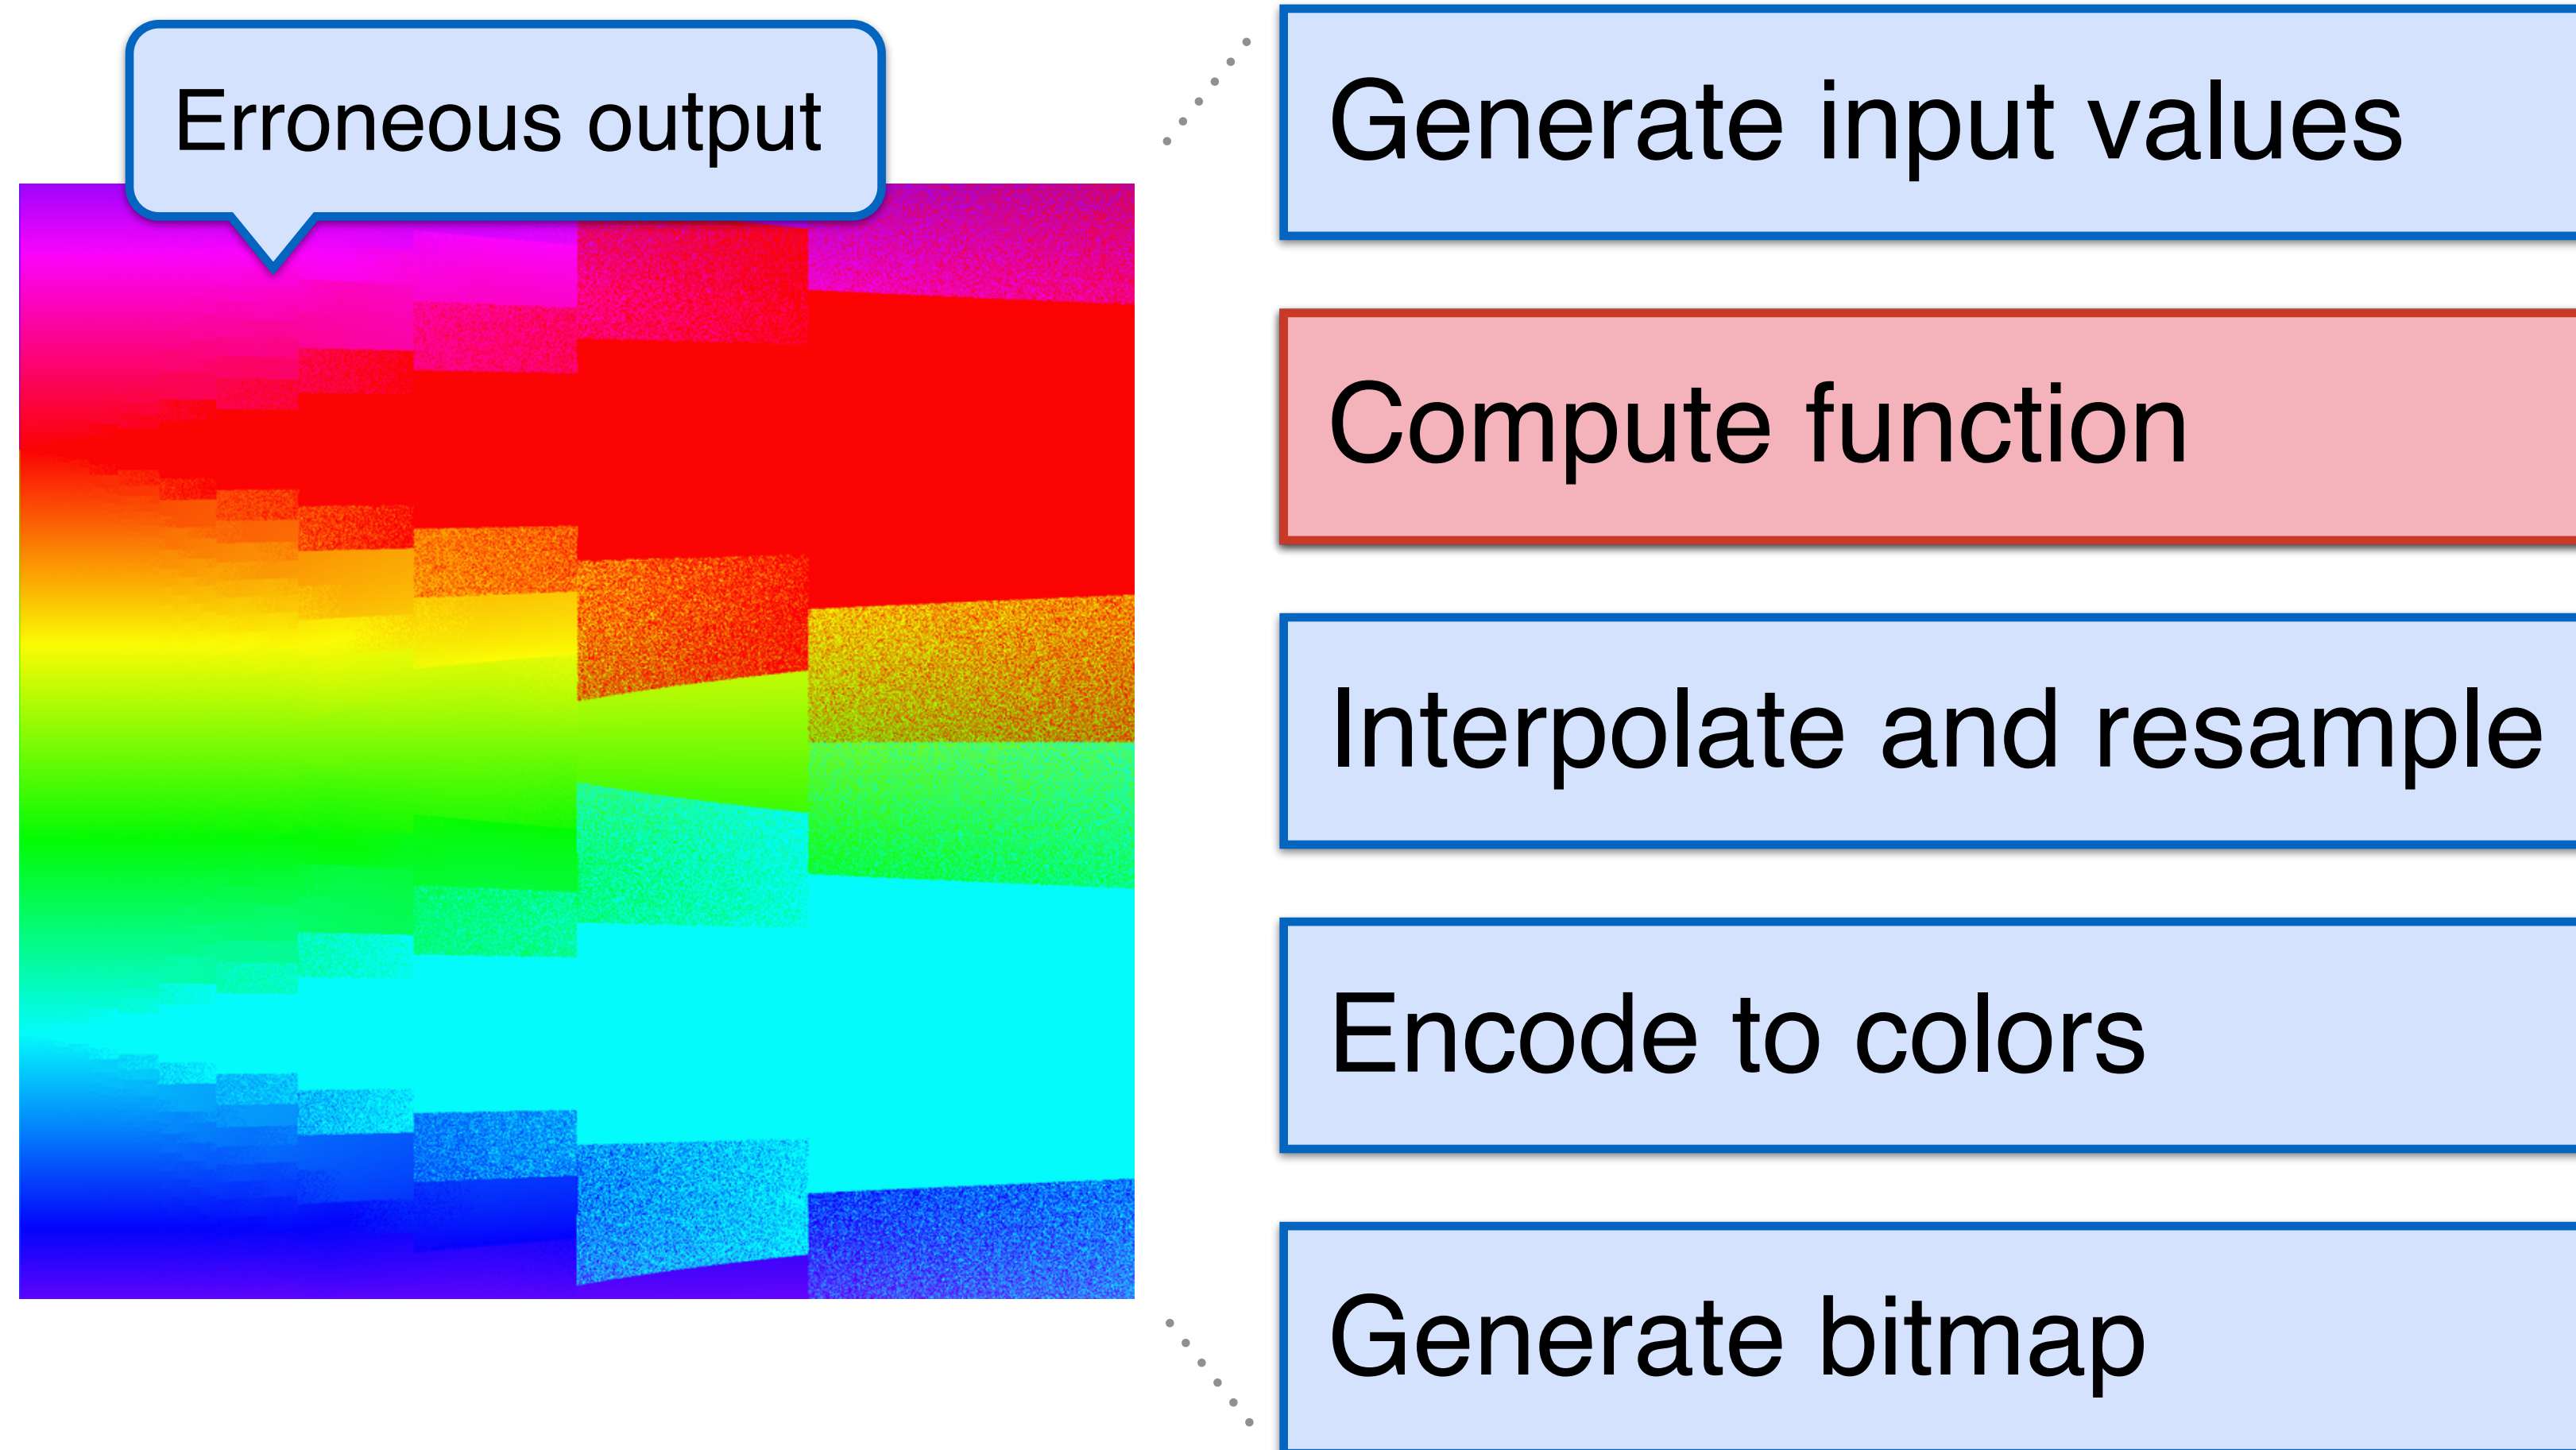 Erroneous output
Generate input values
Compute function
Interpolate and resample
Encode to colors
Generate bitmap